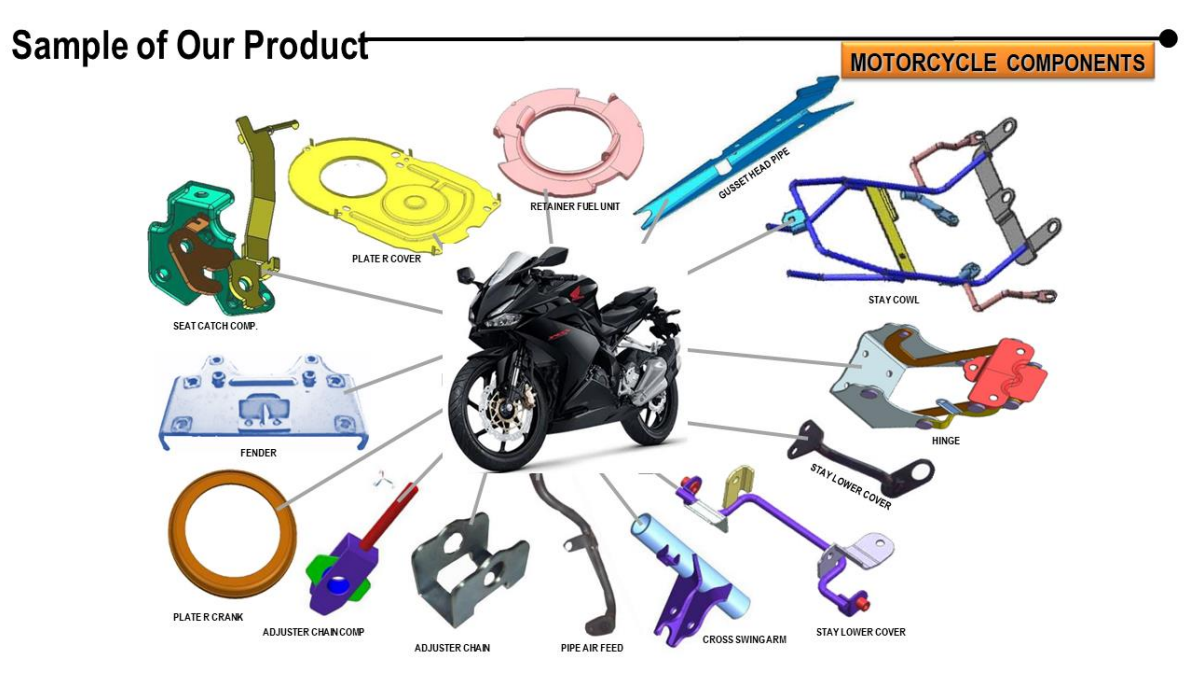 Sample of Our Product
MOTORCYCLE COMPONENTS
RETAINER FUEL UNIT
GUSSET HEAD PIPE
PLATE R COVER
STAY COWL
SEAT CATCH COMP.
HINGE
FENDER
STAY LOWER COVER
PLATE R CRANK
ADJUSTER CHAIN COMP
ADJUSTER CHAIN
PIPE AIR FEED
CROSS SWING ARM
STAY LOWER COVER